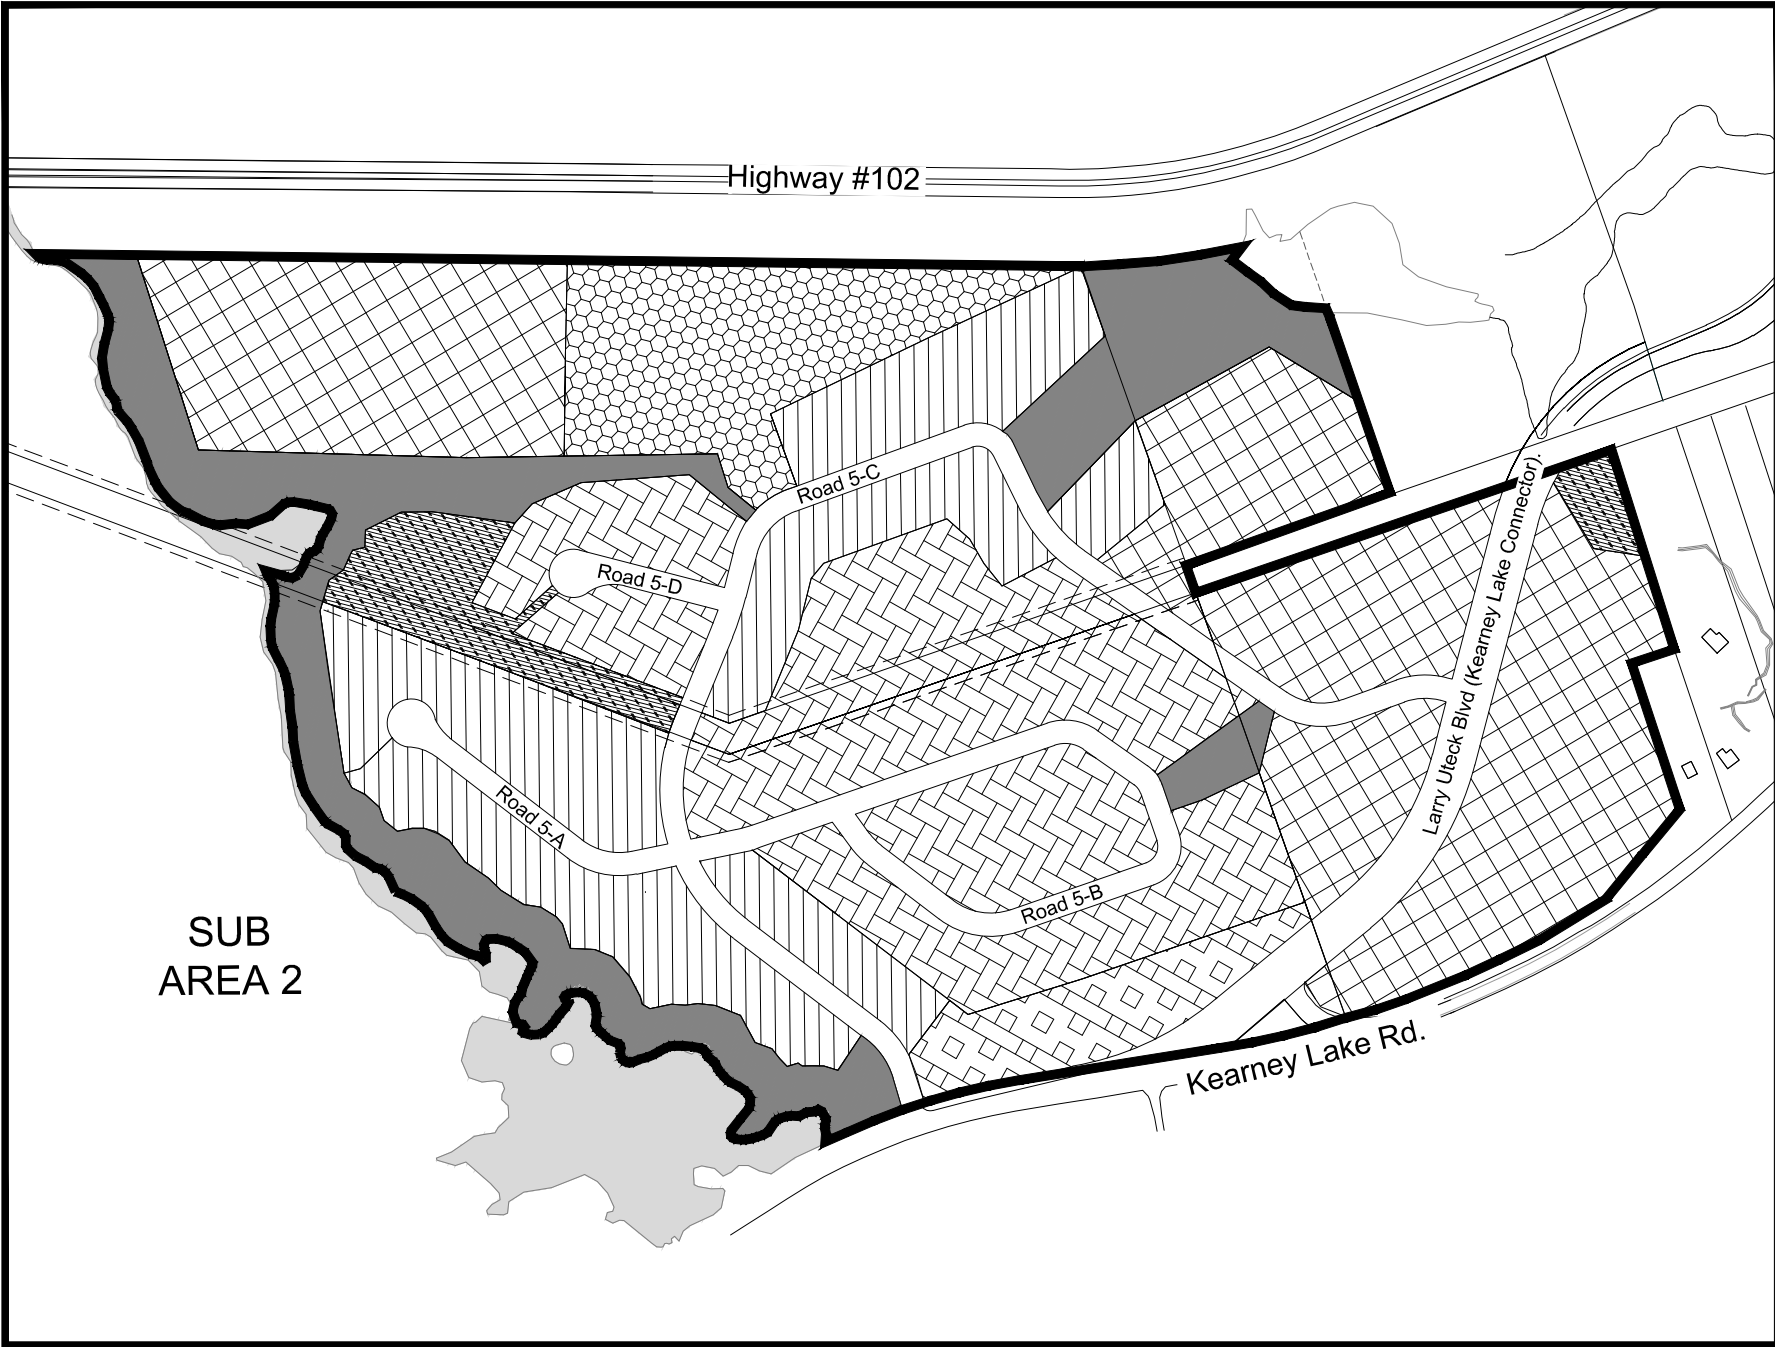 Highway #102
Road 5-C
Road 5-D
Larry Uteck Blvd (Kearney Lake Connector).
Road 5-A
Road 5-B
SUB
AREA 2
Kearney Lake Rd.